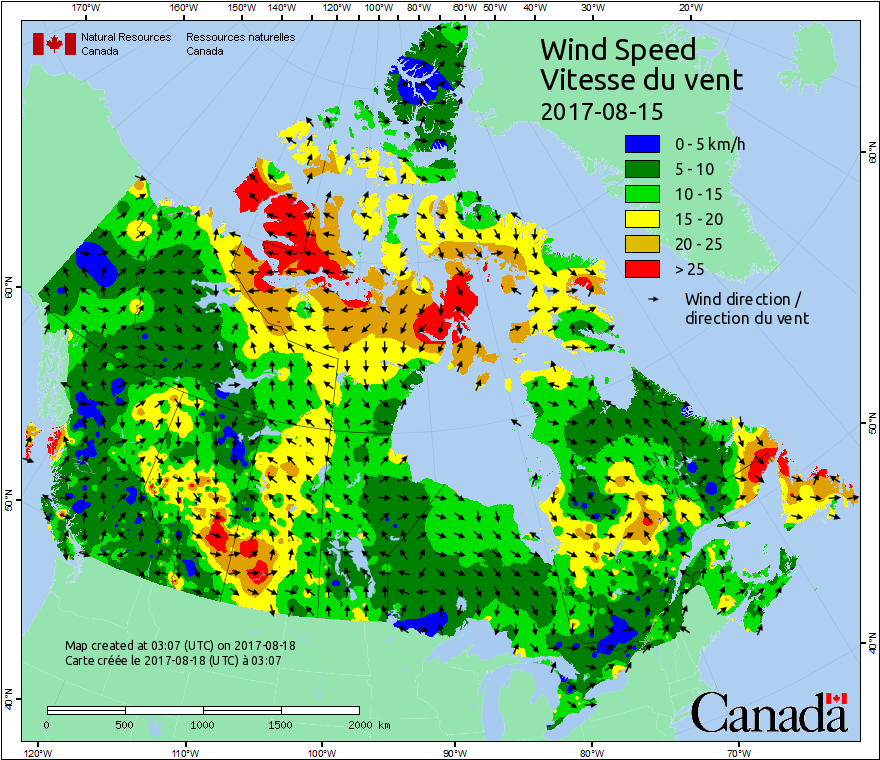 170°W 160°W 150°W 140°W 130°W 120°W 110°W 100°W 90°W 80°W 70°W 60°W 50°W 40°W 30°W 20°W
Natural Resources Ressources naturelles
Canada Canada
Wind Speed
Vitesse du vent
2017-08-15
0 - 5 km/h
5 - 10
10 - 15
15 - 20
20 - 25
> 25
Wind direction /
direction du vent
60°N
60°N
50°N
50°N
40°N
40°N
Map created at 03:07 (UTC) on 2017-08-18
Carte créée le 2017-08-18 (UTC) à 03:07
0 500 1000 1500 2000 km
Canada
120°W 110°W 100°W 90°W 80°W 70°W